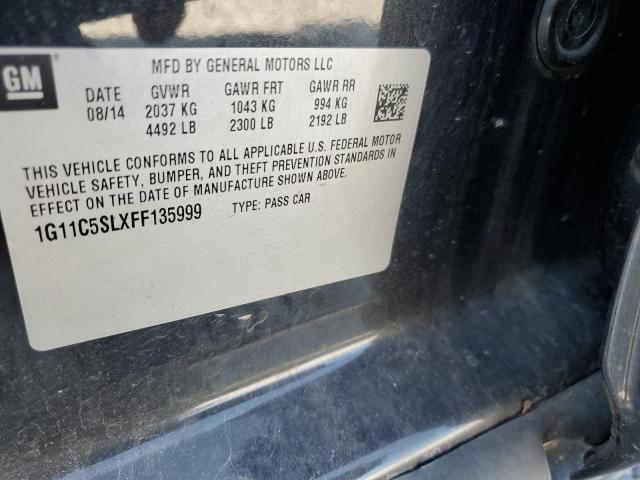 GM
MFD BY GENERAL MOTORS LLC
DATE GVWR GAWR FRT GAWR RR
08/14 2037 KG 1043 KG 994 KG
4492 LB 2300 LB 2192 LB
THIS VEHICLE CONFORMS TO ALL APPLICABLE U.S. FEDERAL MOTOR
VEHICLE SAFETY, BUMPER, AND THEFT PREVENTION STANDARDS IN
EFFECT ON THE DATE OF MANUFACTURE SHOWN ABOVE.
1G11C5SLXFF135999 TYPE: PASS CAR